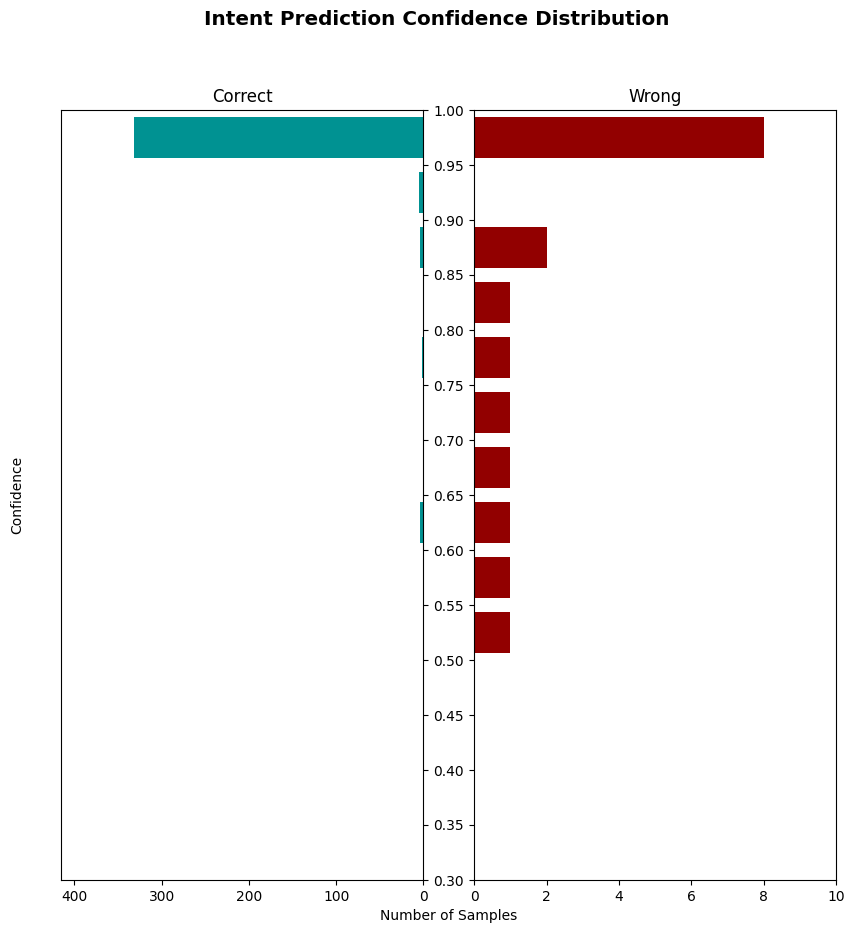 Intent Prediction Confidence Distribution
Correct
Wrong
Confidence
1.00
0.95
0.90
0.85
0.80
0.75
0.70
0.65
0.60
0.55
0.50
0.45
0.40
0.35
0.30
400 300 200 100 0
0 2 4 6 8 10
Number of Samples